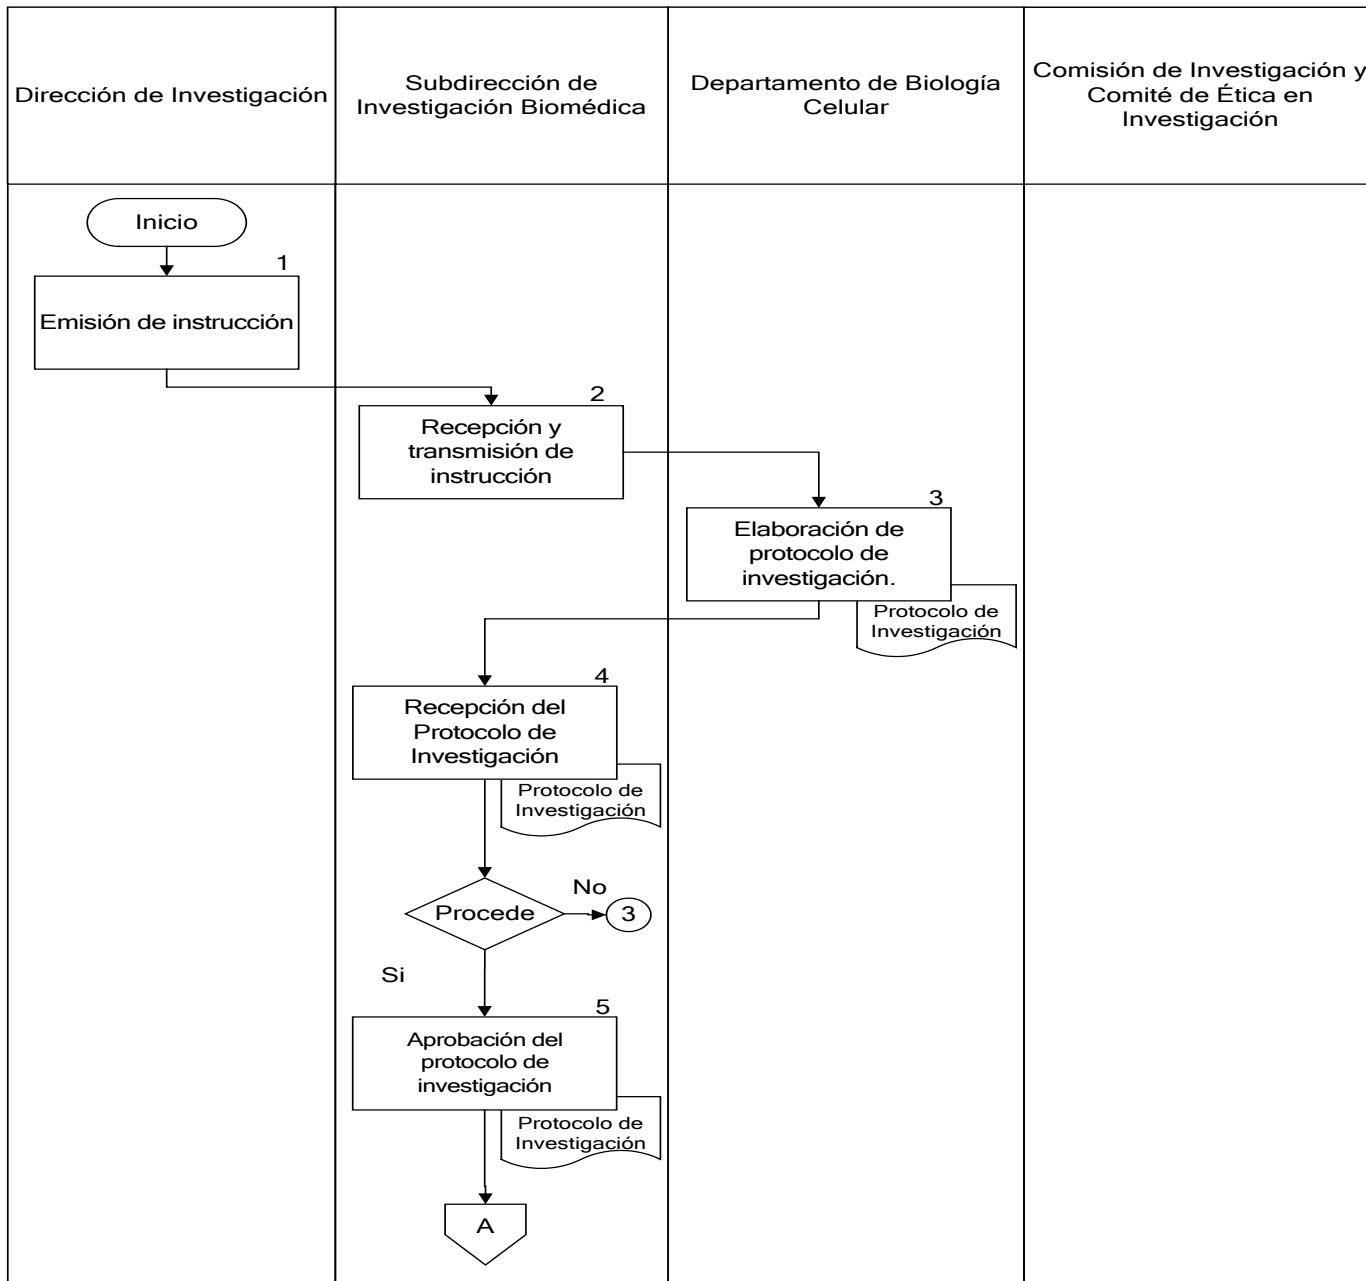 Dirección de Investigación
Subdirección de
Investigación Biomédica
Departamento de Biología
Celular
Comisión de Investigación y
Comité de Ética en
Investigación
Inicio
1
Emisión de instrucción
2
Recepción y
transmisión de
instrucción
3
Elaboración de
protocolo de
investigación.
Protocolo de
Investigación
4
Recepción del
Protocolo de
Investigación
Protocolo de
Investigación
Procede
No
3
Si
5
Aprobación del
protocolo de
investigación
Protocolo de
Investigación
A